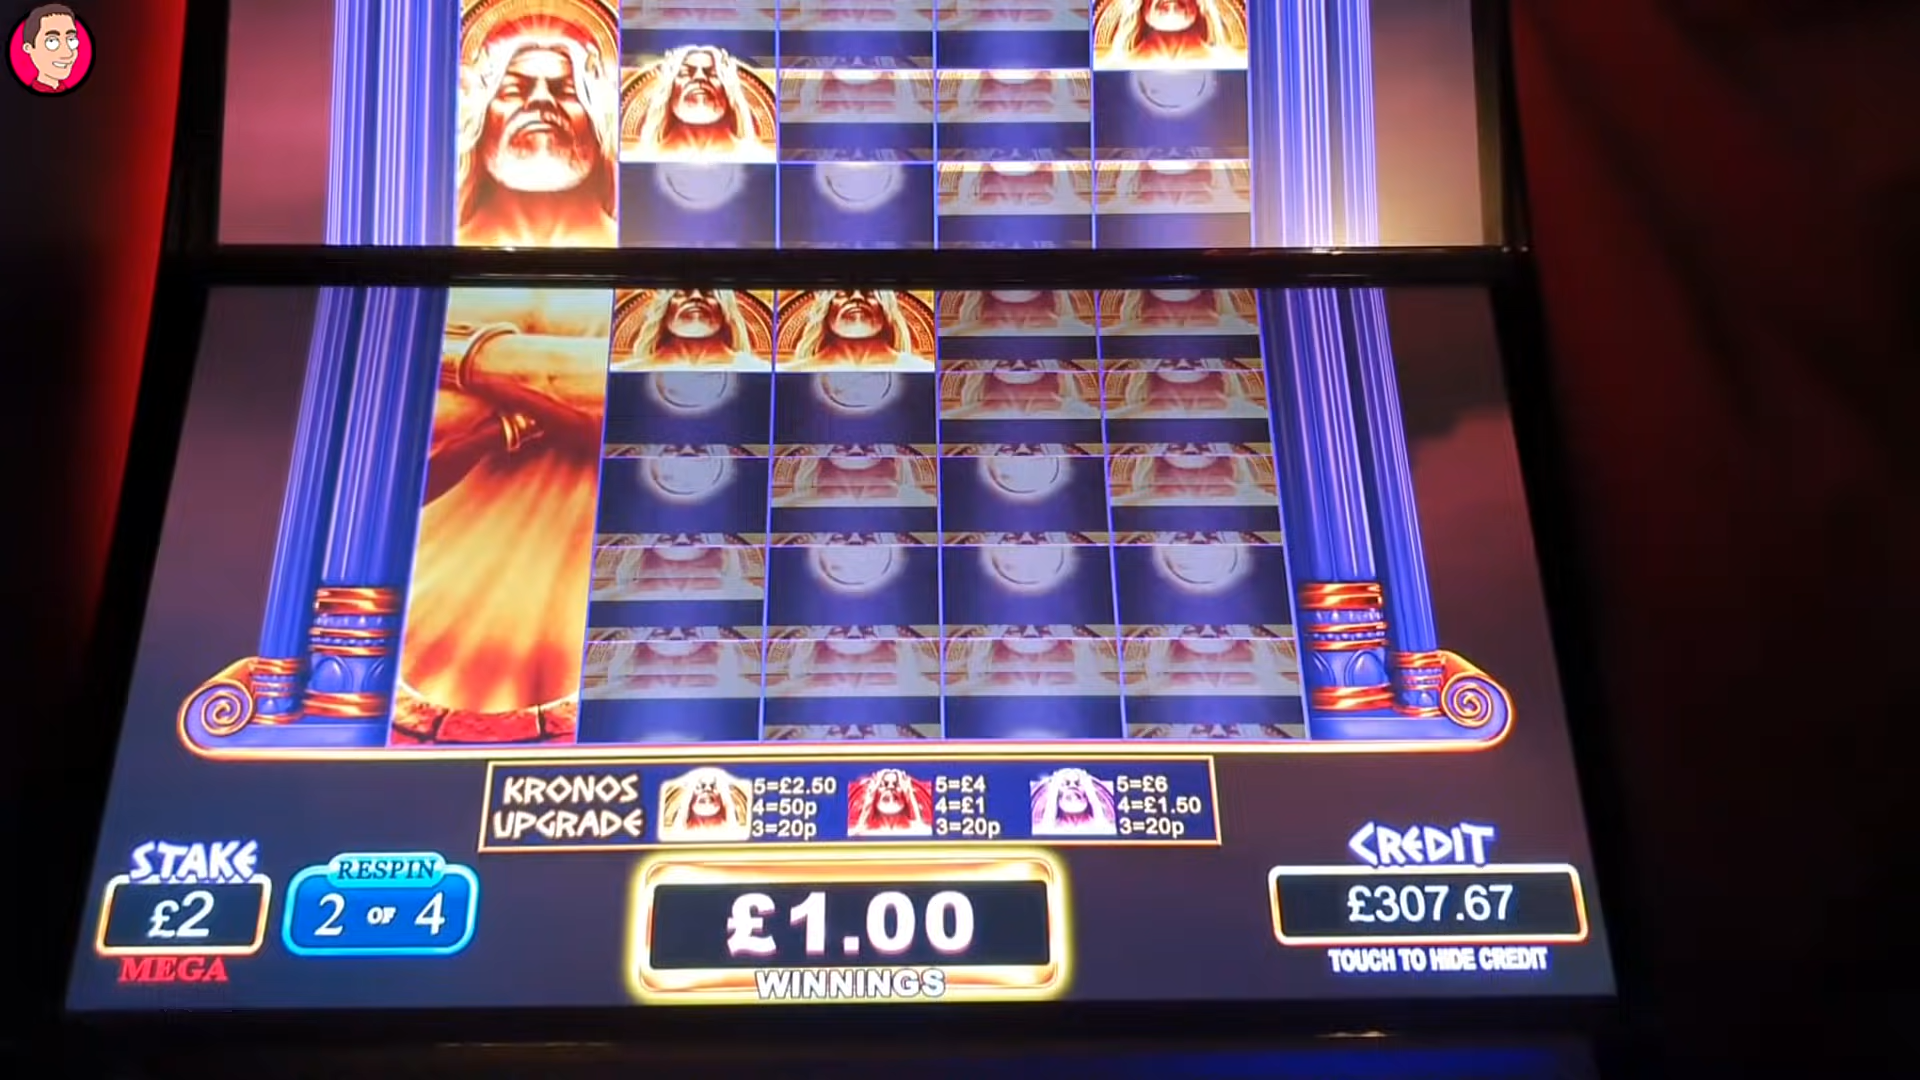 KRONOS
UPGRADE
5=£2.50
4=50p
3=20p
5=£4
4=£1
3=20p
5=£6
4=£1.50
3=20p
STAKE
£2
MEGA
RESPIN
2 OF 4
£1.00
WINNINGS
CREDIT
£307.67
TOUCH TO HIDE CREDIT